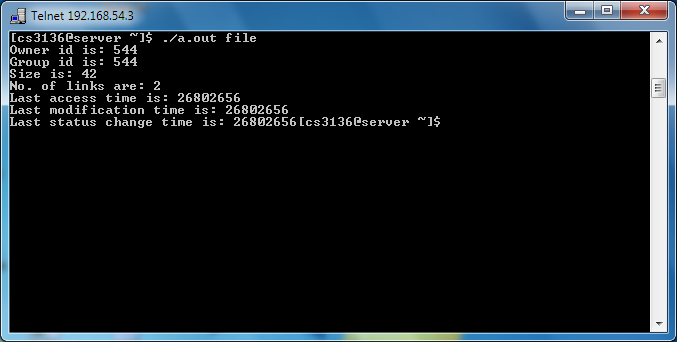 Telnet 192.168.54.3
[cs3136@server ~]$ ./a.out file
Owner id is: 544
Group id is: 544
Size is: 42
No. of links are: 2
Last access time is: 26802656
Last modification time is: 26802656
Last status change time is: 26802656[cs3136@server ~]$